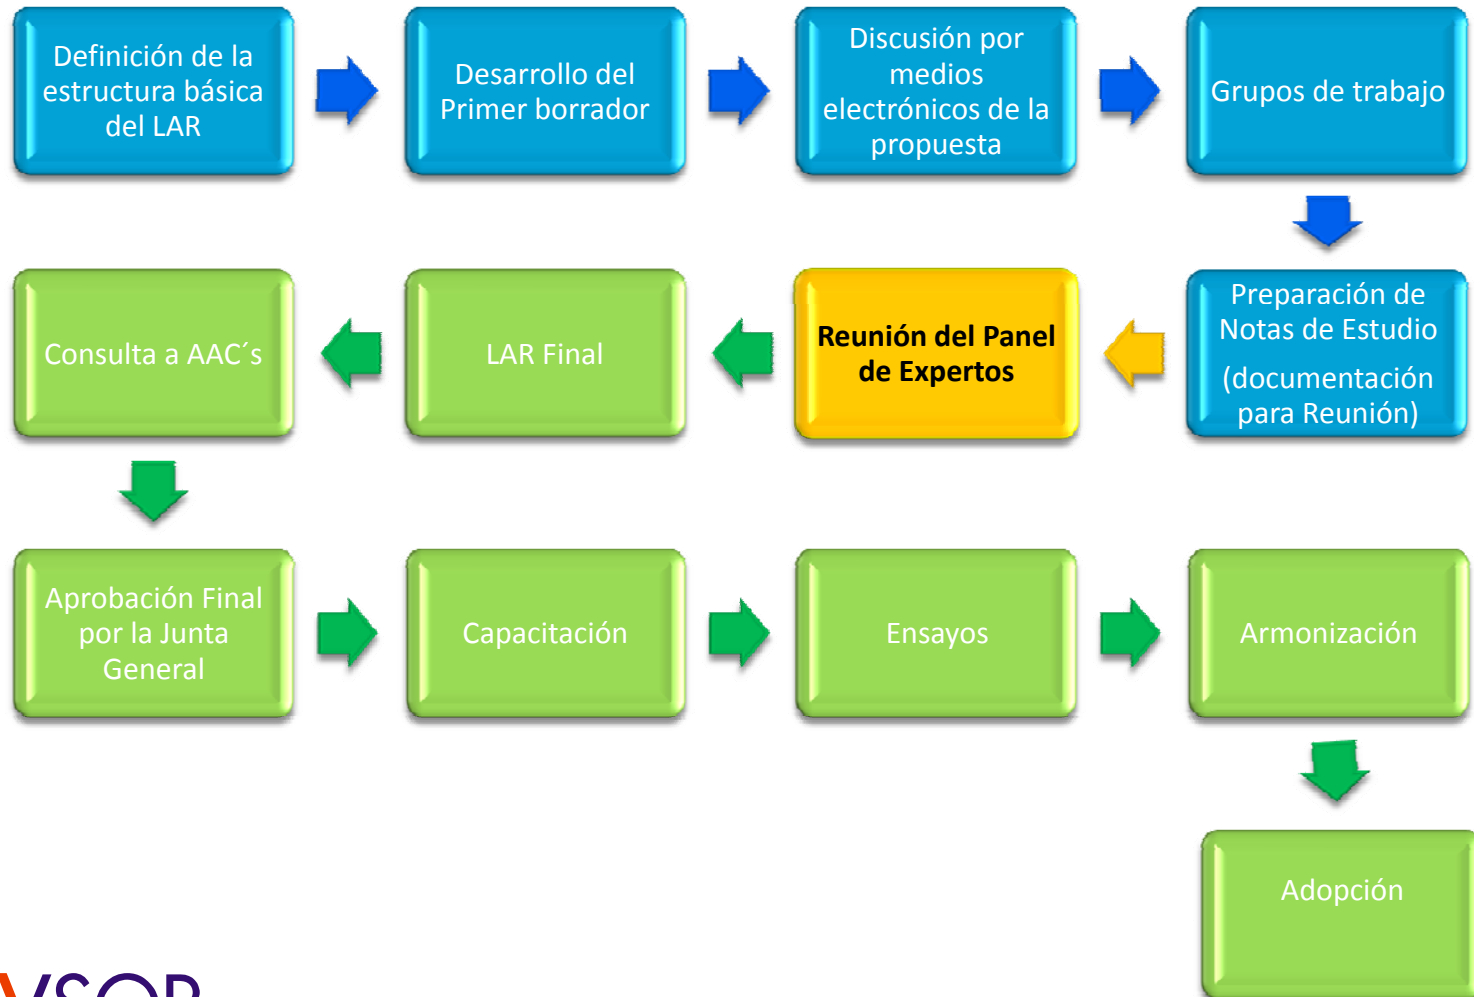 Definición de la
estructura básica
del LAR
Desarrollo del
Primer borrador
Discusión por
medios
electrónicos de la
propuesta
Grupos de trabajo
Preparación de
Notas de Estudio
(documentación
para Reunión)
Reunión del Panel
de Expertos
LAR Final
Consulta a AAC´s
Aprobación Final
por la Junta
General
Capacitación
Ensayos
Armonización
Adopción